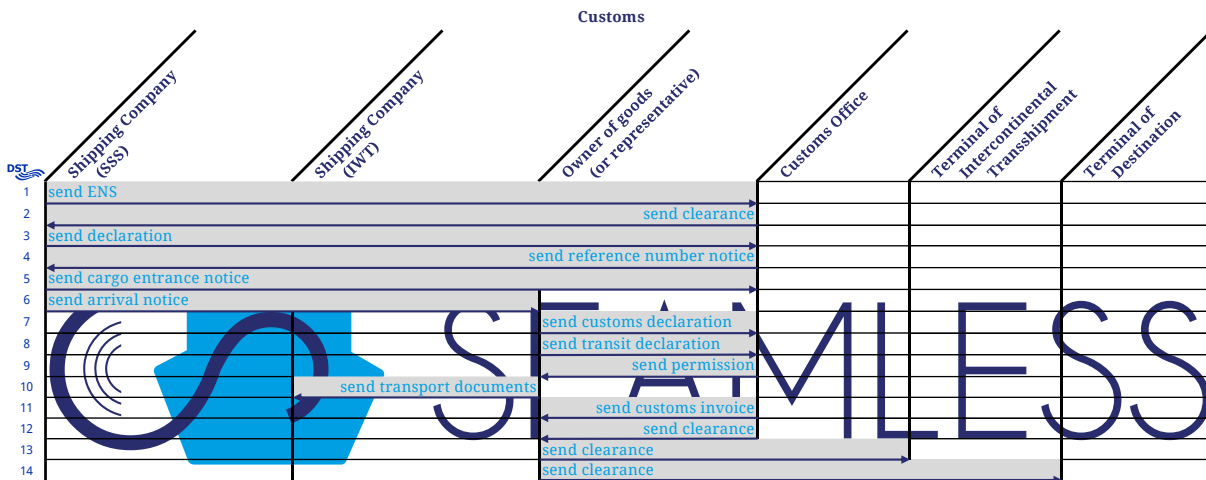 Customs
Shipping Company
(SSS)
Shipping Company
(IWT)
Owner of goods
(or representative)
Customs Office
Terminal of
Intercontinental
Transshipment
Terminal of
Destination
DST
1 send ENS
2 send clearance
3 send declaration
4 send reference number notice
5 send cargo entrance notice
6 send arrival notice
7 send customs declaration
8 send transit declaration
9 send permission
10 send transport documents
11 send customs invoice
12 send clearance
13 send clearance
14 send clearance
SEAMLESS